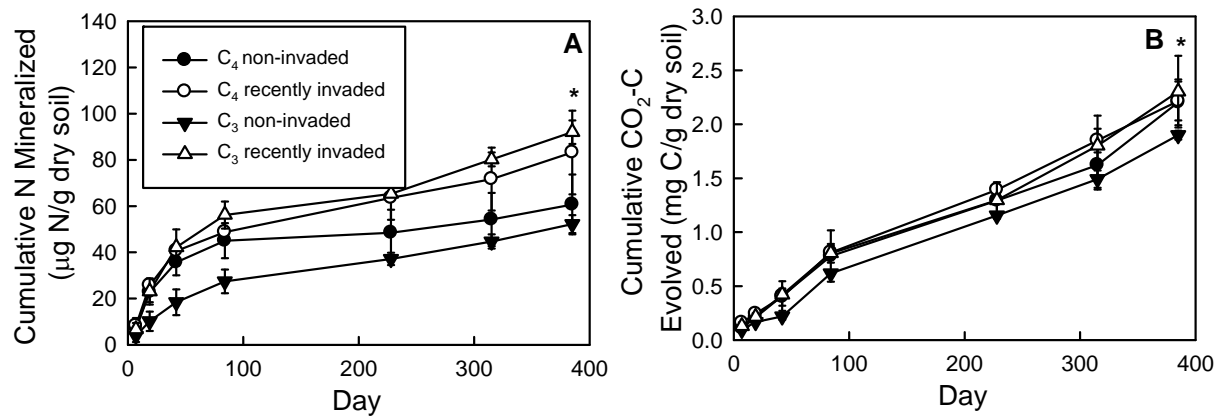 A
Cumulative N Mineralized
(µg N/g dry soil)
140
120
100
80
60
40
20
0
C₄ non-invaded
C₄ recently invaded
C₃ non-invaded
C₃ recently invaded
*
0 100 200 300 400
Day
B
Cumulative CO₂-C
Evolved (mg C/g dry soil)
3.0
2.5
2.0
1.5
1.0
0.5
0.0
*
0 100 200 300 400
Day